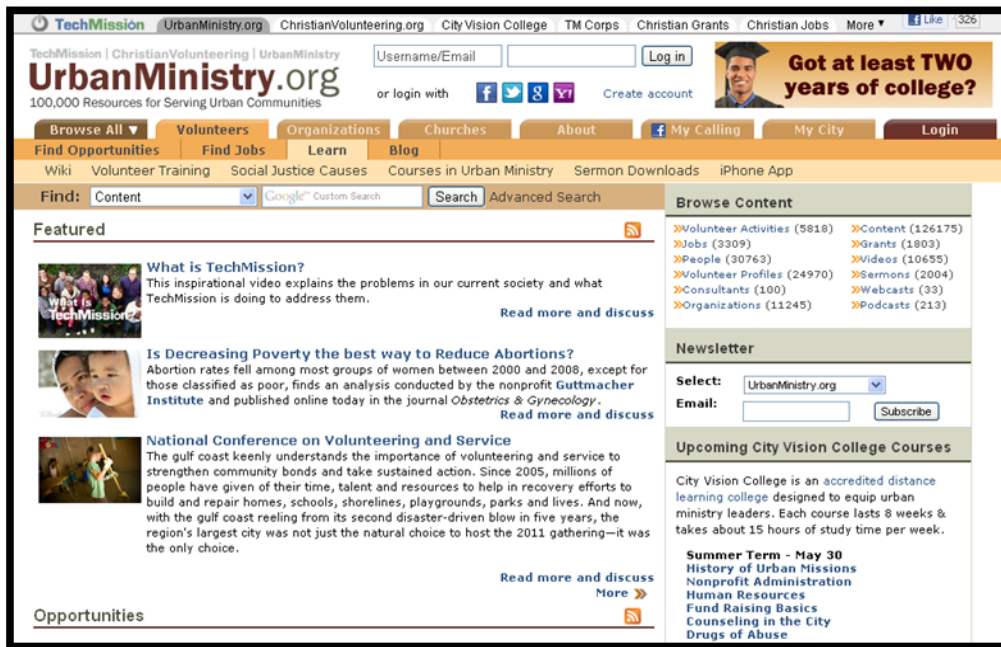 TechMission UrbanMinistry.org ChristianVolunteering.org City Vision College TM Corps Christian Grants Christian Jobs More ▼ Like 326
TechMission | ChristianVolunteering | UrbanMinistry
UrbanMinistry.org
100,000 Resources for Serving Urban Communities
Username/Email Log in
or login with Create account
Got at least TWO
years of college?
Browse All ▼ Volunteers Organizations Churches About My Calling My City Login
Find Opportunities Find Jobs Learn Blog
Wiki Volunteer Training Social Justice Causes Courses in Urban Ministry Sermon Downloads iPhone App
Find: Content Google™ Custom Search Search Advanced Search
Featured
What is TechMission?
What is
TechMission?
This inspirational video explains the problems in our current society and what
TechMission is doing to address them.
Read more and discuss
Is Decreasing Poverty the best way to Reduce Abortions?
Abortion rates fell among most groups of women between 2000 and 2008, except for
those classified as poor, finds an analysis conducted by the nonprofit Guttmacher
Institute and published online today in the journal Obstetrics & Gynecology.
Read more and discuss
National Conference on Volunteering and Service
The gulf coast keenly understands the importance of volunteering and service to
strengthen community bonds and take sustained action. Since 2005, millions of
people have given of their time, talent and resources to help in recovery efforts to
build and repair homes, schools, shorelines, playgrounds, parks and lives. And now,
with the gulf coast reeling from its second disaster-driven blow in five years, the
region's largest city was not just the natural choice to host the 2011 gathering—it was
the only choice.
Read more and discuss
More »
Opportunities
Browse Content
»Volunteer Activities (5818) »Content (126175)
»Jobs (3309) »Grants (1803)
»People (30763) »Videos (10655)
»Volunteer Profiles (24970) »Sermons (2004)
»Consultants (100) »Webcasts (33)
»Organizations (11245) »Podcasts (213)
Newsletter
Select: UrbanMinistry.org
Email: Subscribe
Upcoming City Vision College Courses
City Vision College is an accredited distance
learning college designed to equip urban
ministry leaders. Each course lasts 8 weeks &
takes about 15 hours of study time per week.
Summer Term - May 30
History of Urban Missions
Nonprofit Administration
Human Resources
Fund Raising Basics
Counseling in the City
Drugs of Abuse